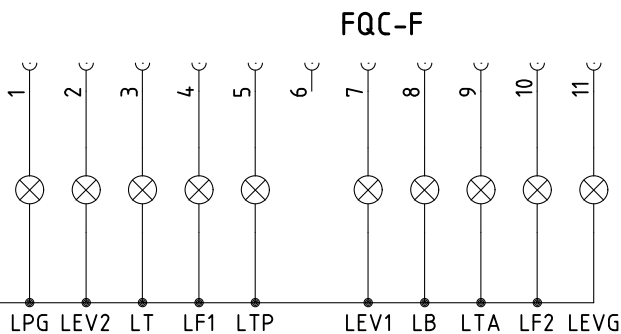 FQC-F
1 2 3 4 5 6 7 8 9 10 11
LPG LEV2 LT LF1 LTP LEV1 LB LTA LF2 LEVG